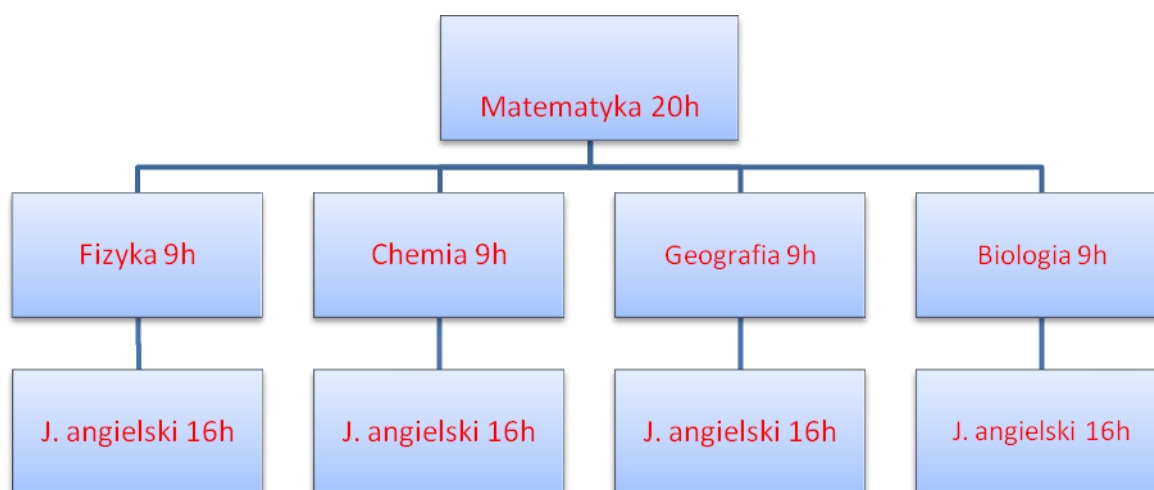 Matematyka 20h
Fizyka 9h
Chemia 9h
Geografia 9h
Biologia 9h
J. angielski 16h
J. angielski 16h
J. angielski 16h
J. angielski 16h